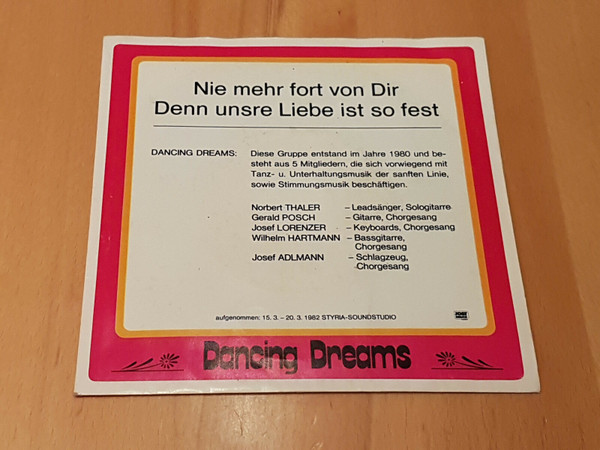 Nie mehr fort von Dir
Denn unsre Liebe ist so fest
DANCING DREAMS: Diese Gruppe entstand im Jahre 1980 und be-
steht aus 5 Mitgliedern, die sich vorwiegend mit
Tanz- u. Unterhaltungsmusik der sanften Linie,
sowie Stimmungsmusik beschäftigen.
Norbert THALER – Leadsänger, Sologitarre
Gerald POSCH – Gitarre, Chorgesang
Josef LORENZER – Keyboards, Chorgesang
Wilhelm HARTMANN – Bassgitarre,
Chorgesang
Josef ADLMANN – Schlagzeug,
Chorgesang
aufgenommen: 15. 3. – 20. 3. 1982 STYRIA-SOUNDSTUDIO
Dancing Dreams